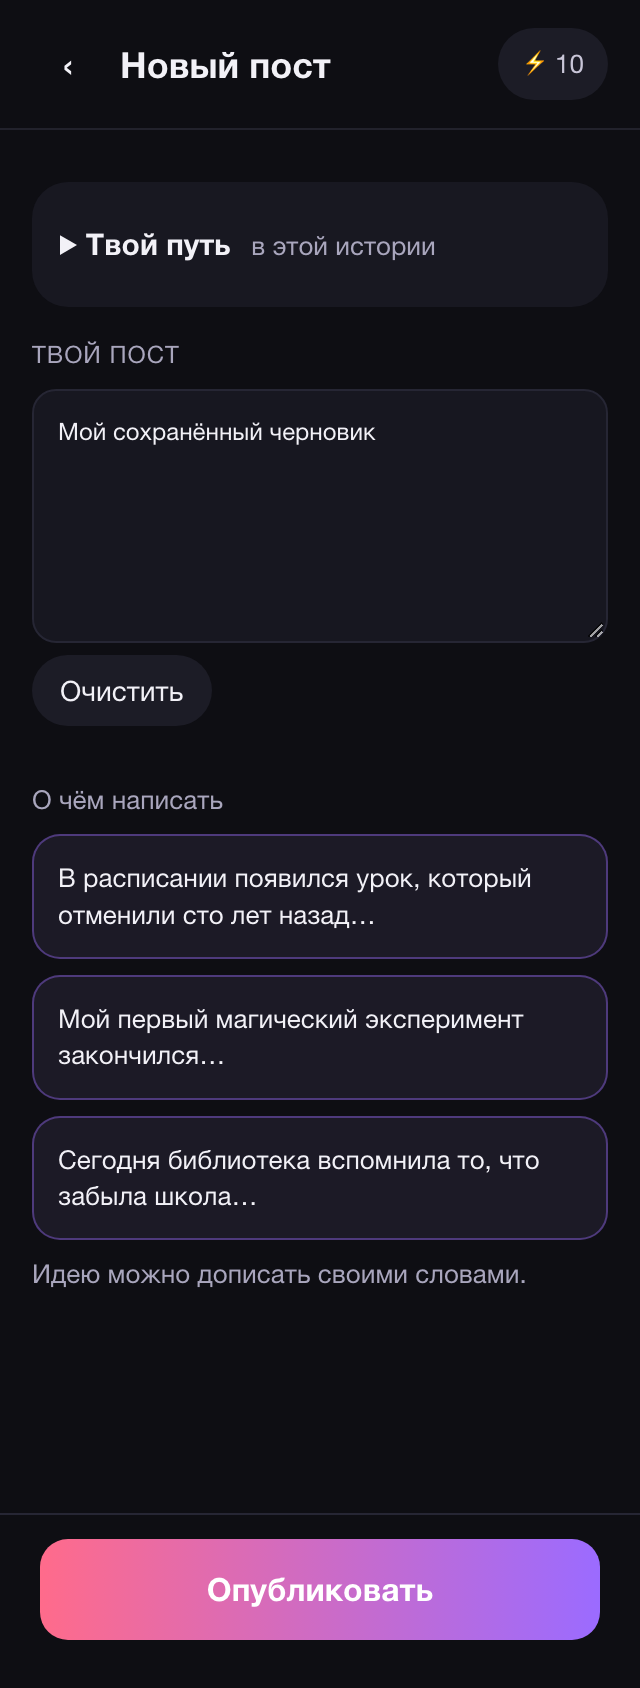 ‹ Новый пост ⚡ 10
▶ Твой путь в этой истории
ТВОЙ ПОСТ
Мой сохранённый черновик
Очистить
О чём написать
В расписании появился урок, который
отменили сто лет назад…
Мой первый магический эксперимент
закончился…
Сегодня библиотека вспомнила то, что
забыла школа…
Идею можно дописать своими словами.
Опубликовать